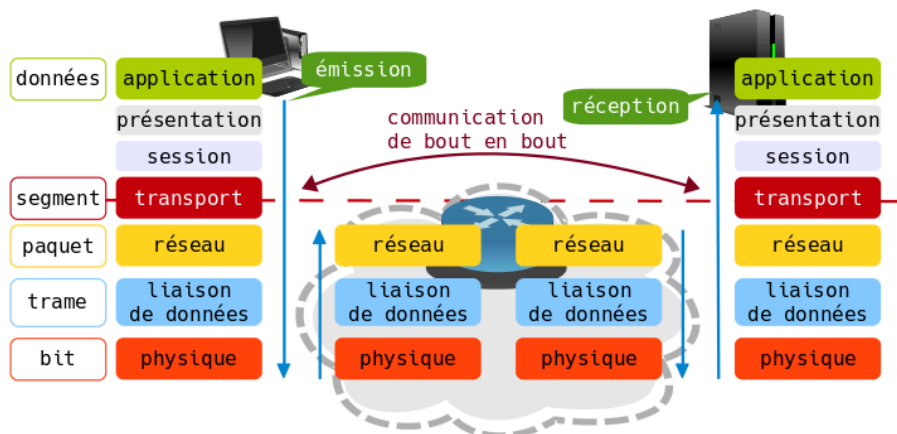 données
application
émission
application
réception
présentation
communication
de bout en bout
présentation
session
session
segment
transport
transport
paquet
réseau
réseau
réseau
réseau
trame
liaison
de données
liaison
de données
liaison
de données
liaison
de données
bit
physique
physique
physique
physique